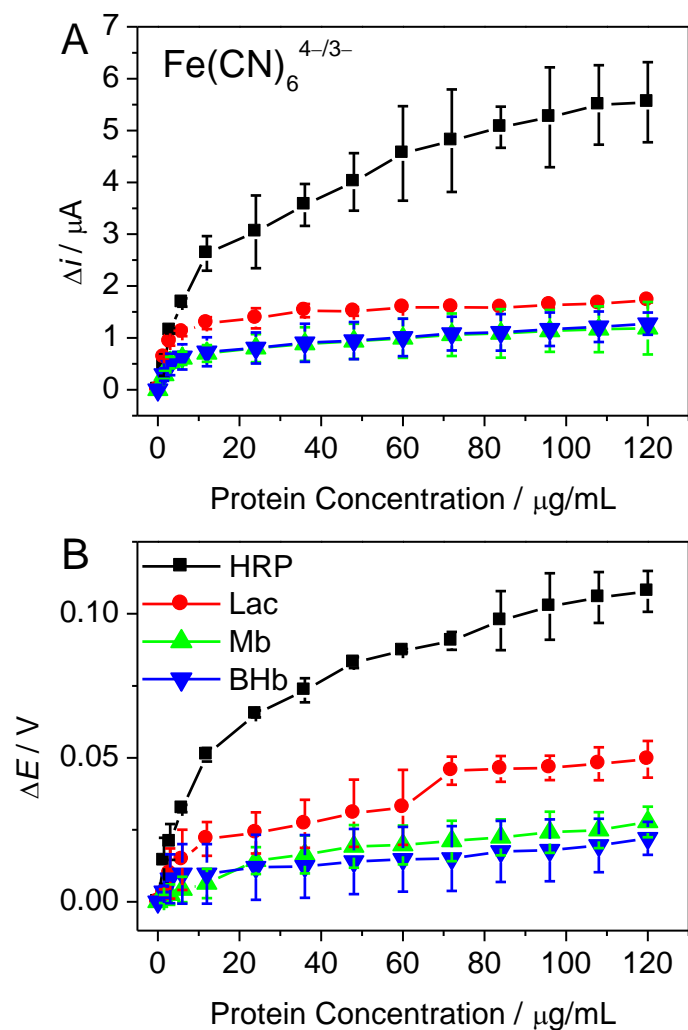 A
Fe(CN)₆⁴⁻/³⁻
7
6
5
4
3
2
1
0
Δi / μA
0 20 40 60 80 100 120
Protein Concentration / μg/mL
B
HRP
Lac
Mb
BHb
0.10
0.05
0.00
ΔE / V
0 20 40 60 80 100 120
Protein Concentration / μg/mL